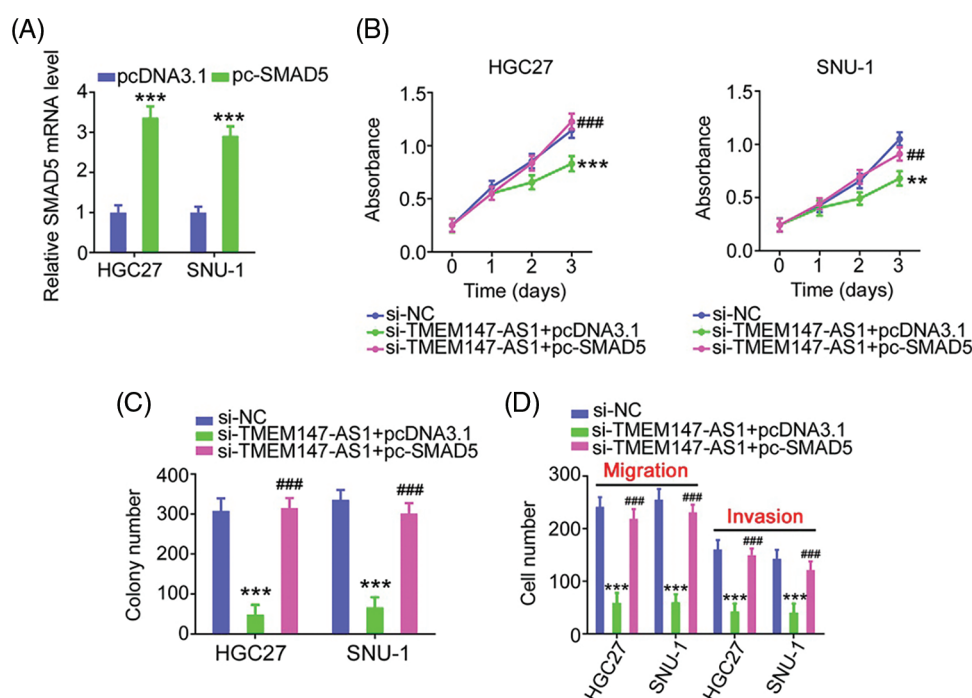 (A)
pcDNA3.1 pc-SMAD5
Relative SMAD5 mRNA level
4
3
2
1
0
*** ***
HGC27 SNU-1
(B)
HGC27
Absorbance
1.5
1.0
0.5
0.0
###
***
0 1 2 3
Time (days)
si-NC
si-TMEM147-AS1+pcDNA3.1
si-TMEM147-AS1+pc-SMAD5
SNU-1
Absorbance
1.5
1.0
0.5
0.0
##
**
0 1 2 3
Time (days)
si-NC
si-TMEM147-AS1+pcDNA3.1
si-TMEM147-AS1+pc-SMAD5
(C)
si-NC
si-TMEM147-AS1+pcDNA3.1
si-TMEM147-AS1+pc-SMAD5
Colony number
400
300
200
100
0
### ###
*** ***
HGC27 SNU-1
(D)
si-NC
si-TMEM147-AS1+pcDNA3.1
si-TMEM147-AS1+pc-SMAD5
Cell number
300
200
100
0
Migration
Invasion
### ### ### ###
*** *** *** ***
HGC27 SNU-1 HGC27 SNU-1